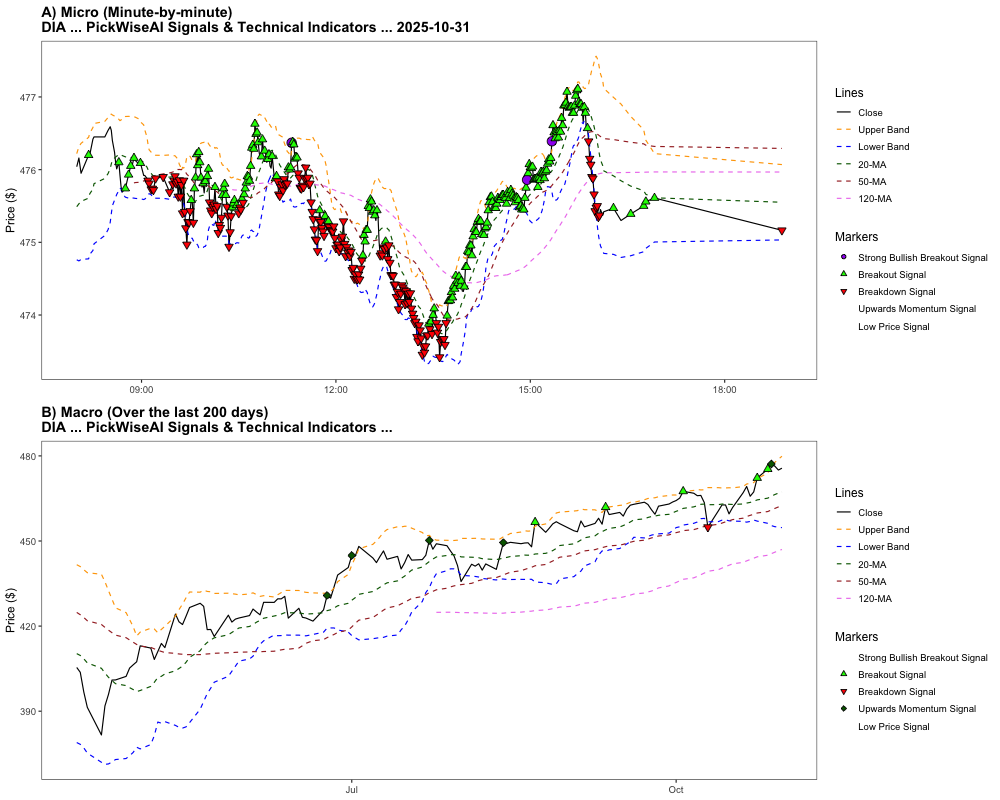 A) Micro (Minute-by-minute)
DIA ... PickWiseAI Signals & Technical Indicators ... 2025-10-31
Price ($)
477
476
475
474
09:00
12:00
15:00
18:00
Lines
Close
Upper Band
Lower Band
20-MA
50-MA
120-MA
Markers
Strong Bullish Breakout Signal
Breakout Signal
Breakdown Signal
Upwards Momentum Signal
Low Price Signal
B) Macro (Over the last 200 days)
DIA ... PickWiseAI Signals & Technical Indicators ...
Price ($)
480
450
420
390
Jul
Oct
Lines
Close
Upper Band
Lower Band
20-MA
50-MA
120-MA
Markers
Strong Bullish Breakout Signal
Breakout Signal
Breakdown Signal
Upwards Momentum Signal
Low Price Signal